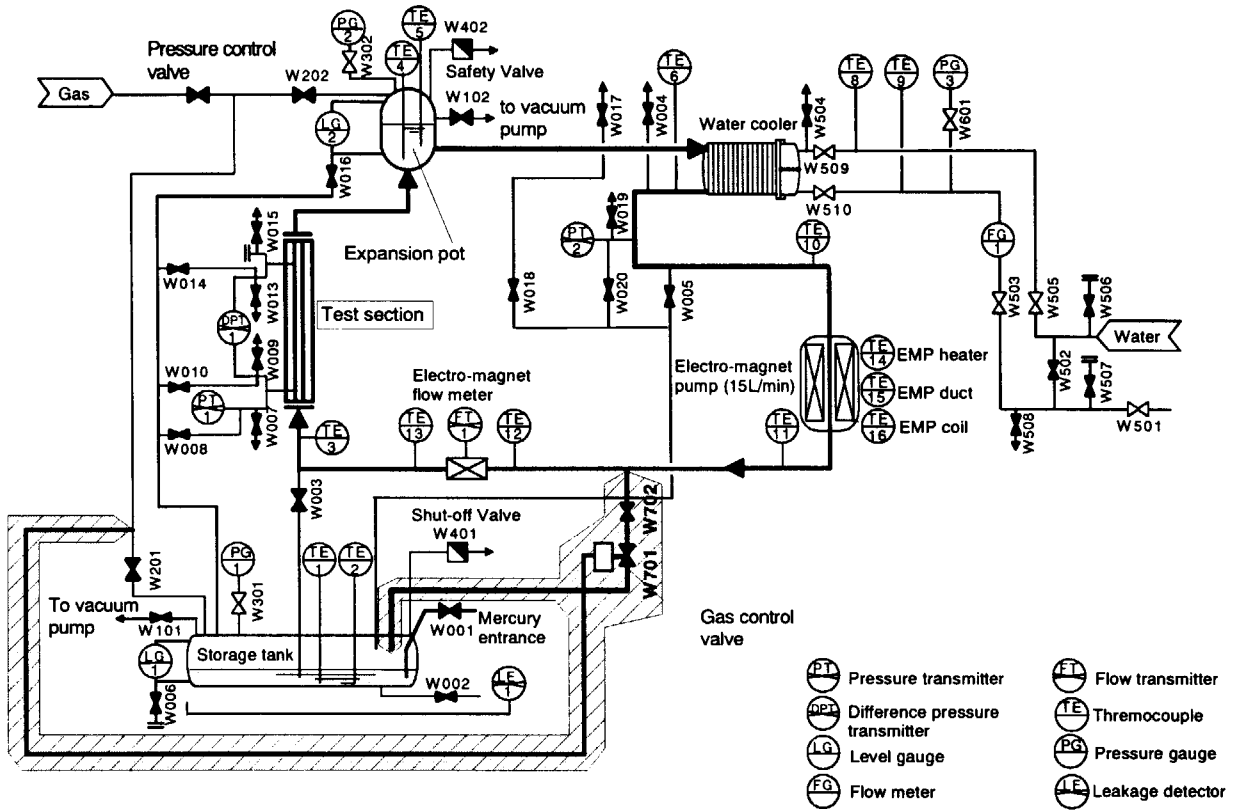 PG
2
TE
5
W402
Pressure control
valve
W302
TE
4
Safety Valve
Gas
W202
W102
to vacuum
pump
LG
2
W016
W017
W004
TE
6
Water cooler
W504
TE
8
TE
9
PG
3
W601
W509
W510
W015
Expansion pot
PT
2
W019
TE
10
FG
1
W014
W013
DPT
1
Test section
W018
W020
W005
W503
W505
W506
Water
W009
W010
PT
1
W007
W008
Electro-magnet
flow meter
Electro-magnet
pump (15L/min)
TE
14
EMP heater
TE
15
EMP duct
TE
16
EMP coil
W502
W507
W508
W501
TE
3
TE
13
FT
1
TE
12
TE
11
W003
Shut-off Valve
W401
W702
W701
W201
PG
1
W301
TE
1
TE
2
To vacuum
pump
W101
W001
Mercury
entrance
Gas control
valve
Storage tank
LG
1
W006
W002
LE
1
PT
Pressure transmitter
DPT
Difference pressure
transmitter
LG
Level gauge
FG
Flow meter
FT
Flow transmitter
TE
Thremocouple
PG
Pressure gauge
LE
Leakage detector